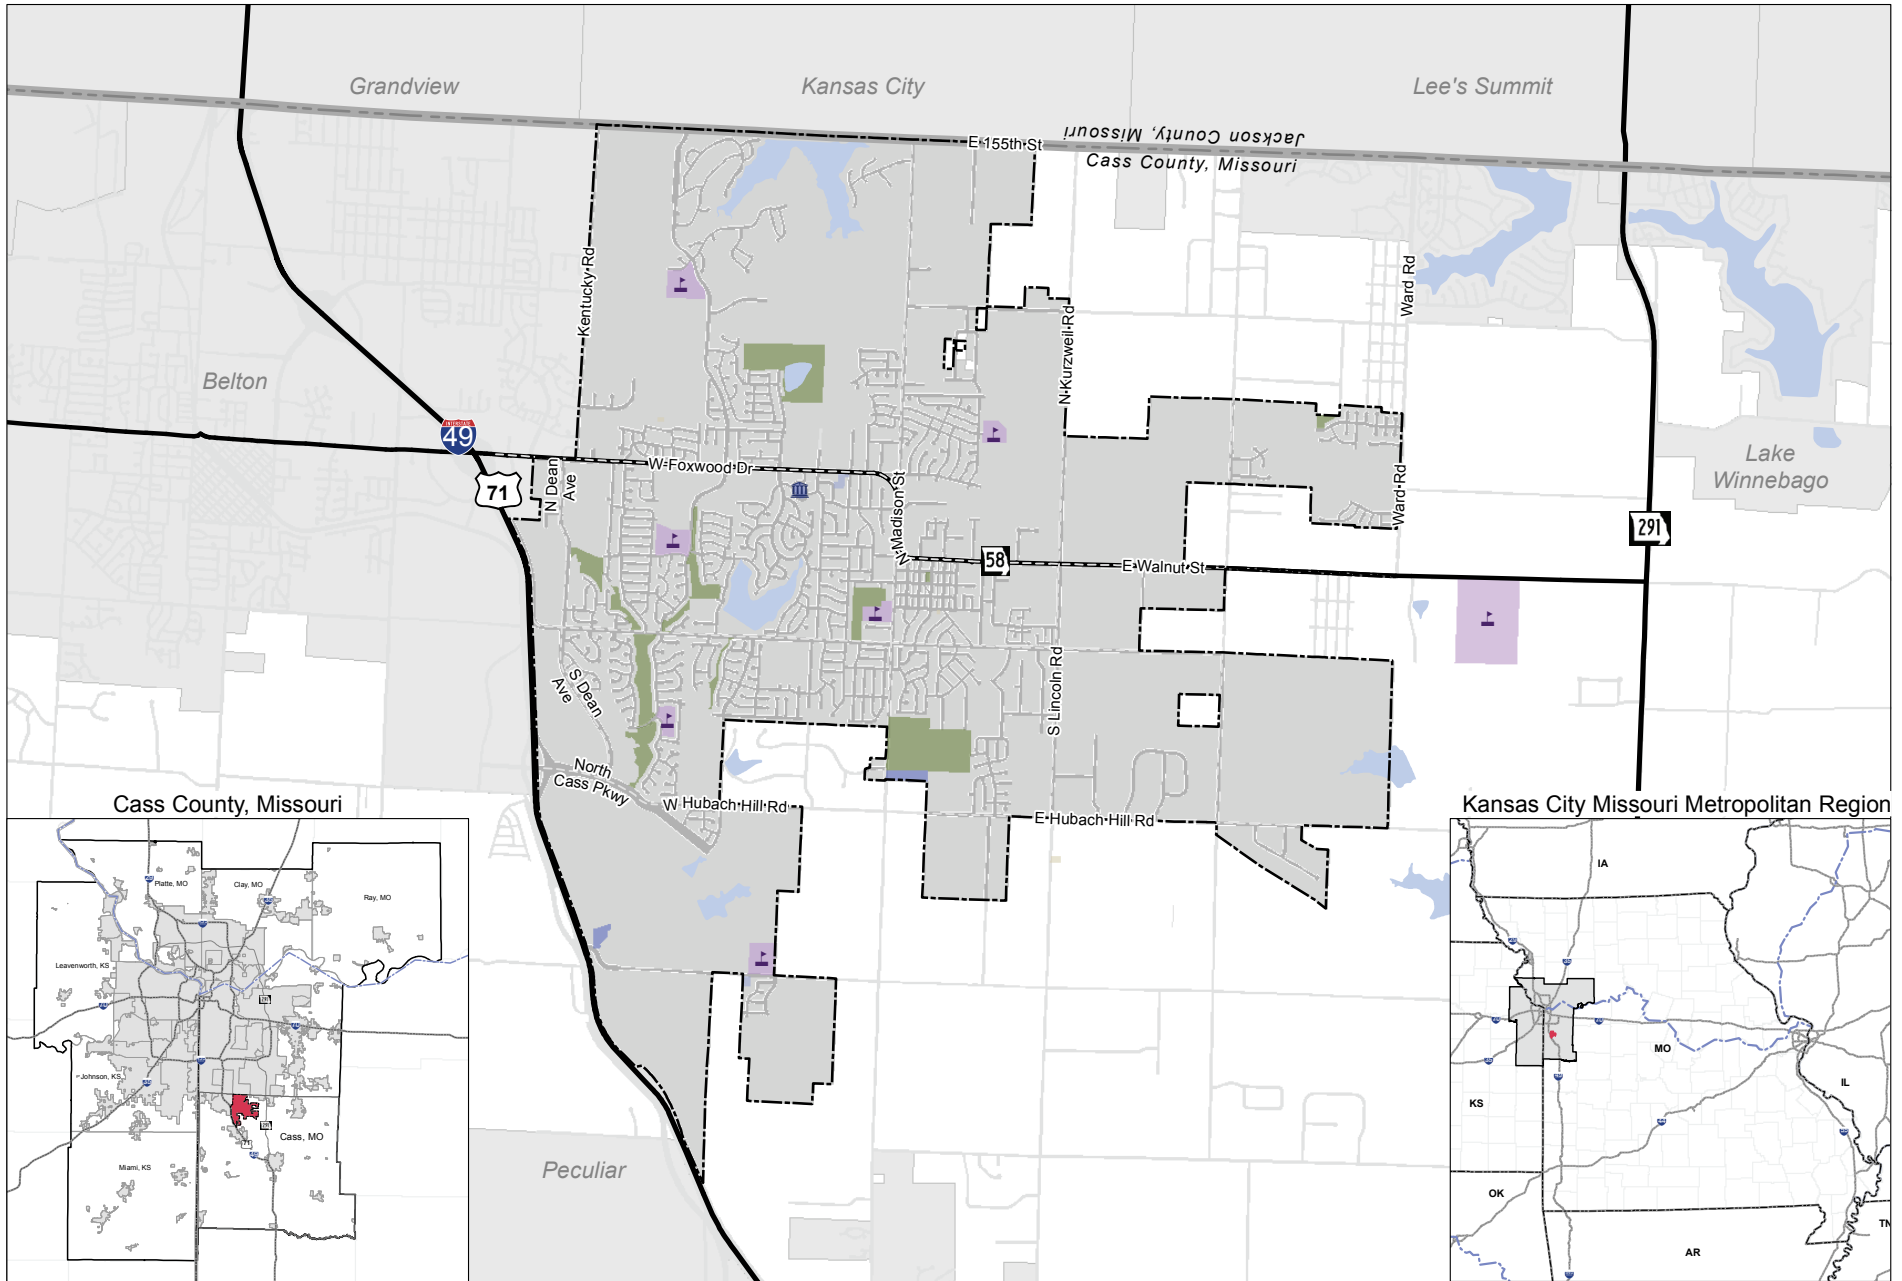 Grandview
Kansas City
Lee's Summit
Jackson County, Missouri
Cass County, Missouri
E 155th St
Kentucky Rd
Ward Rd
N Kurzweil Rd
Belton
INTERSTATE
49
71
N Dean
Ave
W Foxwood Dr
N Madison St
Ward Rd
Lake
Winnebago
58
E Walnut St
291
S Dean
Ave
S Lincoln Rd
North
Cass Pkwy
W Hubach Hill Rd
E Hubach Hill Rd
Peculiar
Cass County, Missouri
Platte, MO
Clay, MO
Ray, MO
Leavenworth, KS
Johnson, KS
Cass, MO
71
Miami, KS
Kansas City Missouri Metropolitan Region
IA
MO
IL
KS
OK
AR
TN